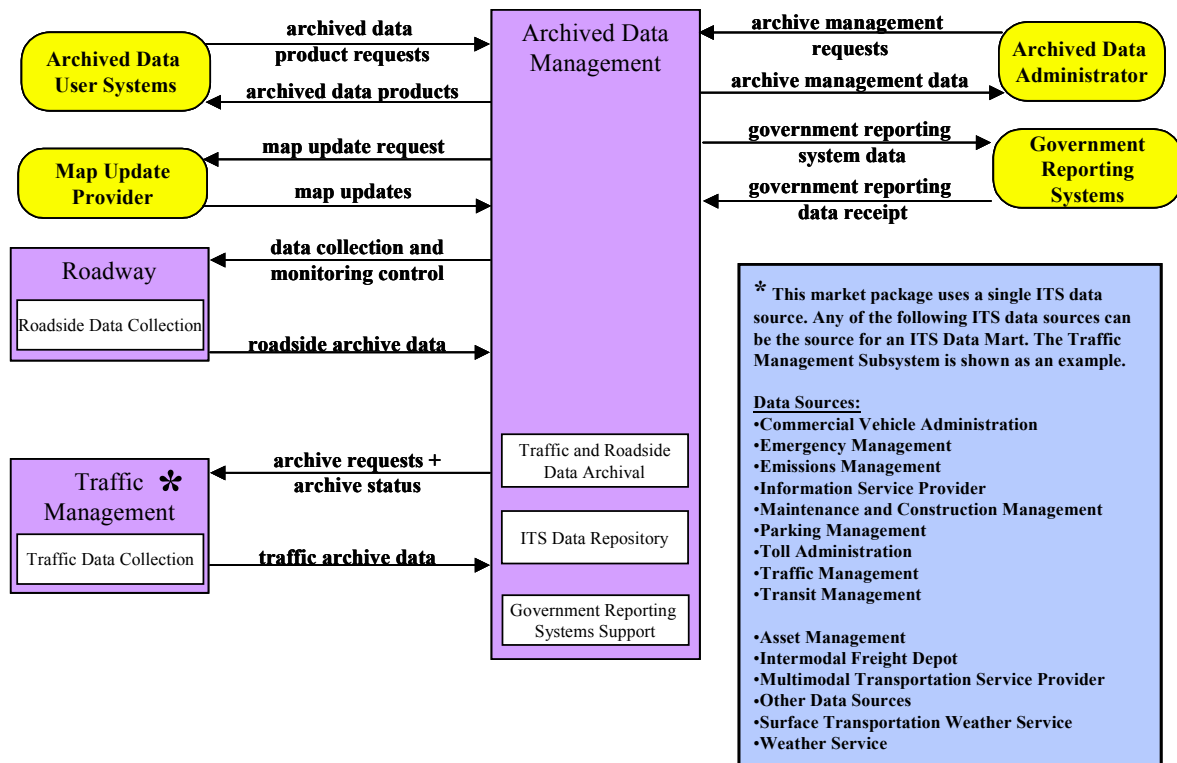 archived data
product requests
Archived Data
User Systems
archived data products
map update request
Map Update
Provider
map updates
data collection and
monitoring control
Roadway
Roadside Data Collection
roadside archive data
archive requests +
archive status
Traffic *
Management
Traffic Data Collection
traffic archive data
Archived Data
Management
Traffic and Roadside
Data Archival
ITS Data Repository
Government Reporting
Systems Support
archive management
requests
Archived Data
Administrator
archive management data
government reporting
system data
Government
Reporting
Systems
government reporting
data receipt
* This market package uses a single ITS data
source. Any of the following ITS data sources can
be the source for an ITS Data Mart. The Traffic
Management Subsystem is shown as an example.
Data Sources:
•Commercial Vehicle Administration
•Emergency Management
•Emissions Management
•Information Service Provider
•Maintenance and Construction Management
•Parking Management
•Toll Administration
•Traffic Management
•Transit Management
•Asset Management
•Intermodal Freight Depot
•Multimodal Transportation Service Provider
•Other Data Sources
•Surface Transportation Weather Service
•Weather Service